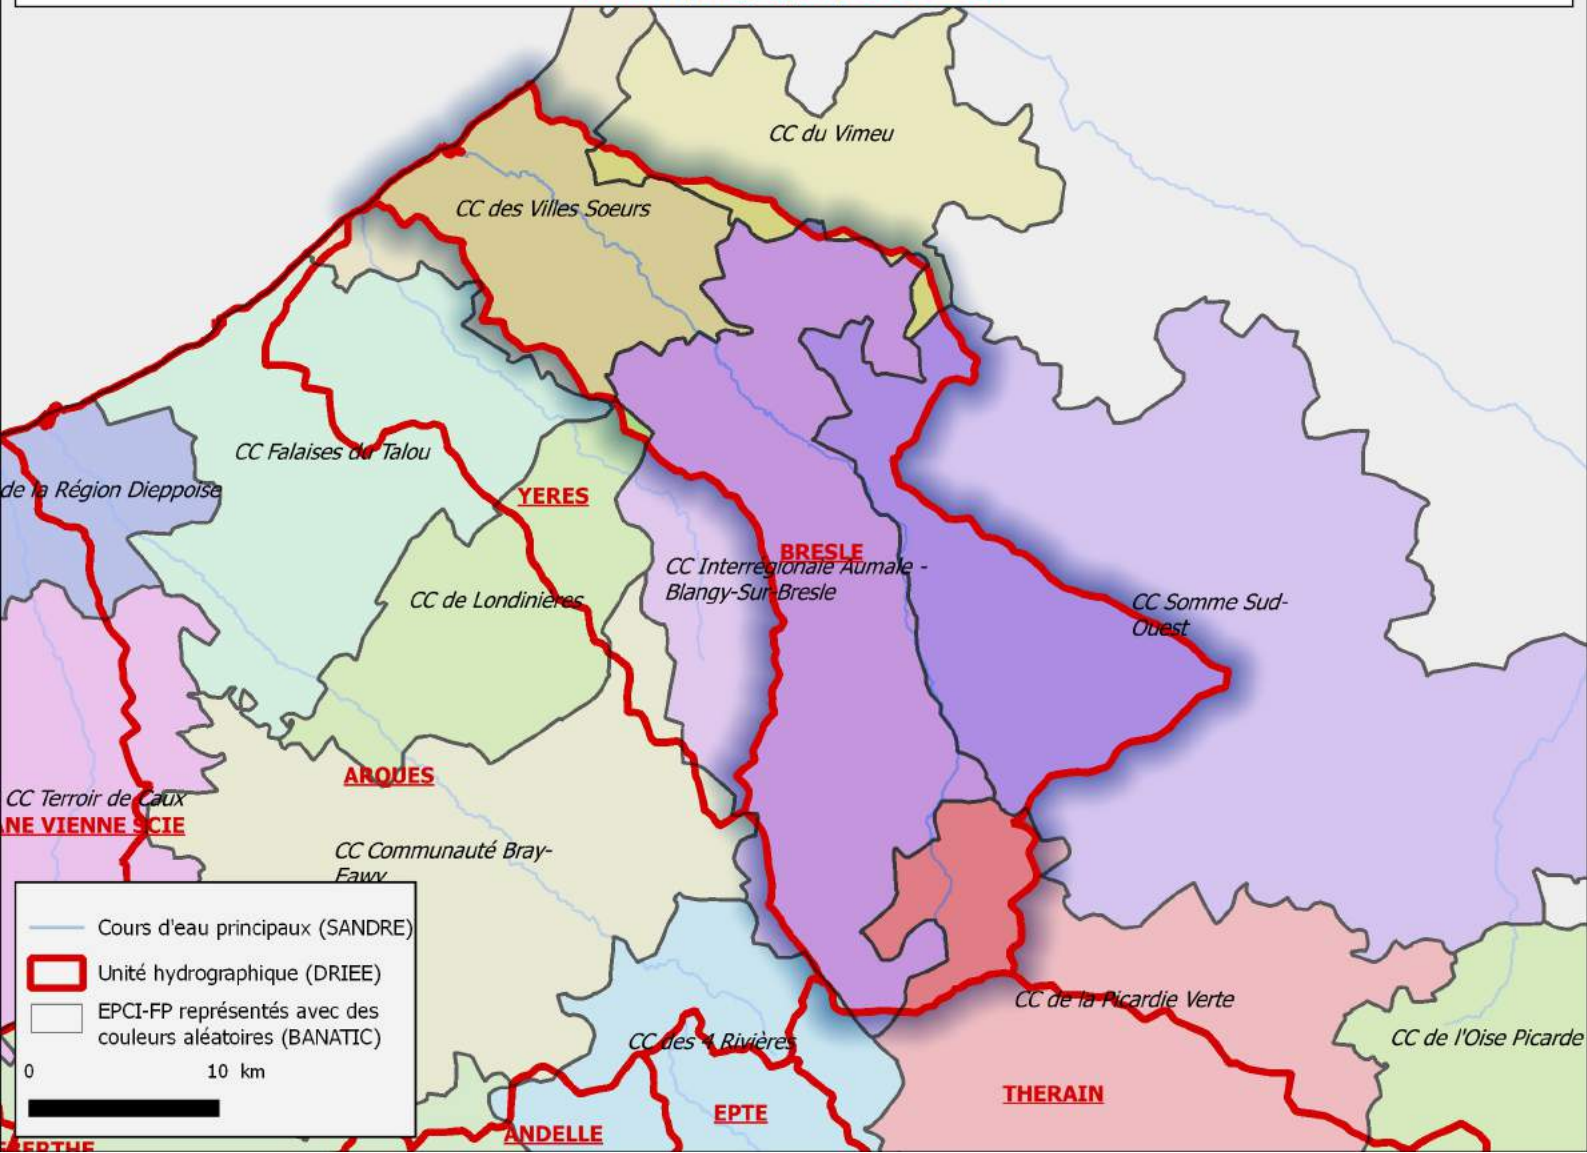 CC du Vimeu
CC des Villes Soeurs
CC Falaises du Talou
de la Région Dieppoise
YERES
BRESLE
CC Interrégionale Aumale -
Blangy-Sur-Bresle
CC de Londinières
CC Somme Sud-
Ouest
ARQUES
CC Terroir de Caux
NE VIENNE SCIE
CC Communauté Bray-
Eawy
Cours d'eau principaux (SANDRE)
Unité hydrographique (DRIEE)
EPCI-FP représentés avec des
couleurs aléatoires (BANATIC)
0 10 km
CC de la Picardie Verte
CC des 4 Rivières
CC de l'Oise Picarde
THERAIN
EPTE
ANDELLE
BERTHE